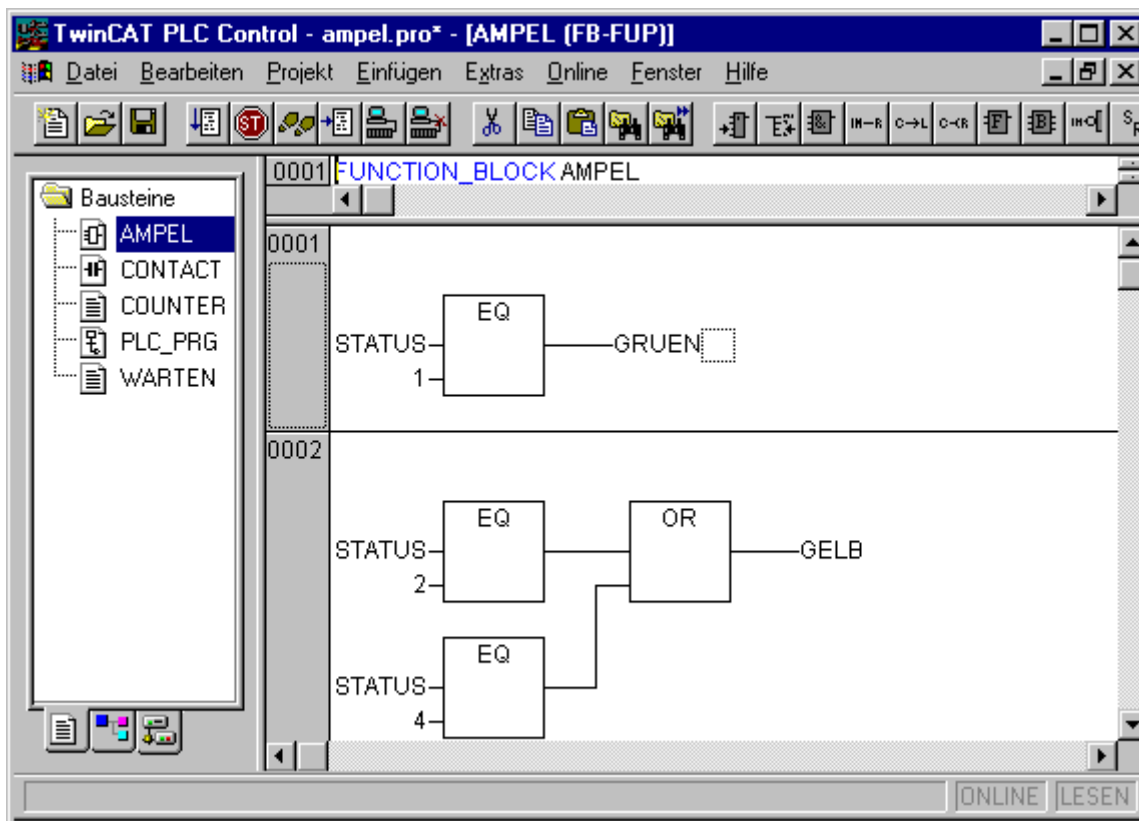 TwinCAT PLC Control - ampel.pro* - [AMPEL (FB-FUP)]
Datei Bearbeiten Projekt Einfügen Extras Online Fenster Hilfe
ST
Bausteine
AMPEL
CONTACT
COUNTER
PLC_PRG
WARTEN
0001 FUNCTION_BLOCK AMPEL
0001
EQ
STATUS
GRUEN
1
0002
EQ
OR
STATUS
GELB
2
EQ
STATUS
4
ONLINE LESEN